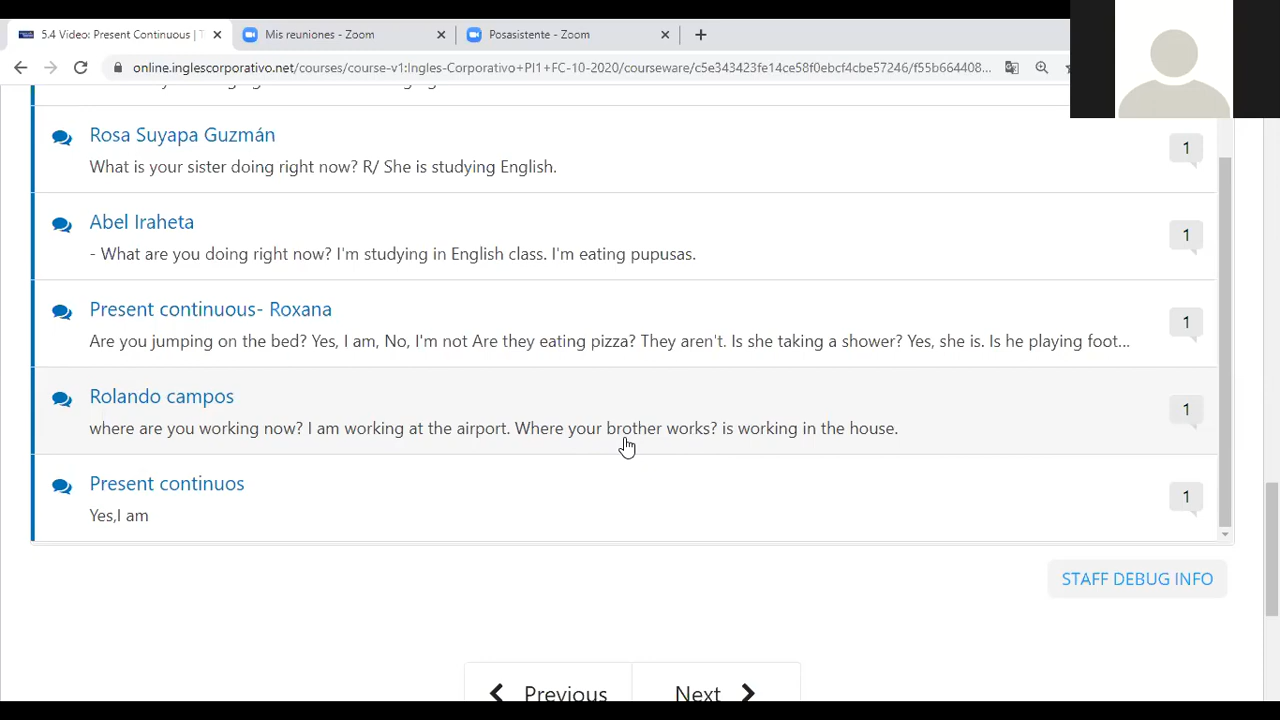 5.4 Video: Present Continuous | T
Mis reuniones - Zoom
Posasistente - Zoom
online.inglescorporativo.net/courses/course-v1:Ingles-Corporativo+PI1+FC-10-2020/courseware/c5e343423fe14ce58f0ebcf4cbe57246/f55b664408...
Rosa Suyapa Guzmán
1
What is your sister doing right now? R/ She is studying English.
Abel Iraheta
1
- What are you doing right now? I'm studying in English class. I'm eating pupusas.
Present continuous- Roxana
1
Are you jumping on the bed? Yes, I am, No, I'm not Are they eating pizza? They aren't. Is she taking a shower? Yes, she is. Is he playing foot...
Rolando campos
1
where are you working now? I am working at the airport. Where your brother works? is working in the house.
Present continuos
1
Yes,I am
STAFF DEBUG INFO
Previous
Next